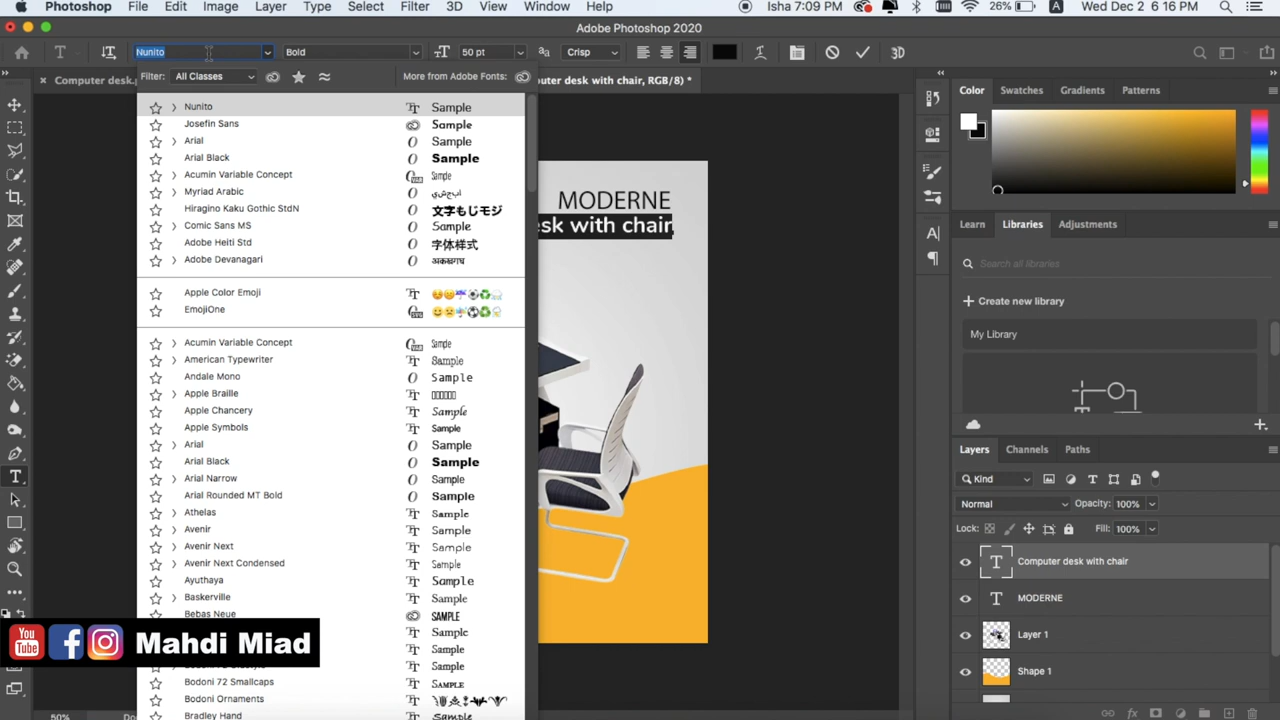 Photoshop File Edit Image Layer Type Select Filter 3D View Window Help Isha 7:09 PM 26% A Wed Dec 2 6:16 PM
Adobe Photoshop 2020
Nunito Bold 50 pt Crisp 3D
Filter: All Classes More from Adobe Fonts:
Computer desk.p
outer desk with chair, RGB/8) *
Nunito Sample
Josefin Sans Sample
Arial Sample
Arial Black Sample
Acumin Variable Concept Sample
Myriad Arabic
Hiragino Kaku Gothic StdN 文字もじモジ
Comic Sans MS Sample
Adobe Heiti Std 字体样式
Adobe Devanagari
Apple Color Emoji
EmojiOne
Acumin Variable Concept Sample
American Typewriter Sample
Andale Mono Sample
Apple Braille
Apple Chancery Sample
Apple Symbols Sample
Arial Sample
Arial Black Sample
Arial Narrow Sample
Arial Rounded MT Bold Sample
Athelas Sample
Avenir Sample
Avenir Next Sample
Avenir Next Condensed Sample
Ayuthaya Sample
Baskerville Sample
Bebas Neue SAMPLE
Sample
Sample
Sample
Bodoni 72 Smallcaps SAMPLE
Bodoni Ornaments
Bradley Hand Sample
MODERNE
esk with chair
You Tube Mahdi Miad
50%
Color Swatches Gradients Patterns
Learn Libraries Adjustments
Search all libraries
Create new library
My Library
Layers Channels Paths
Kind
Normal Opacity: 100%
Lock: Fill: 100%
Computer desk with chair
MODERNE
Layer 1
Shape 1